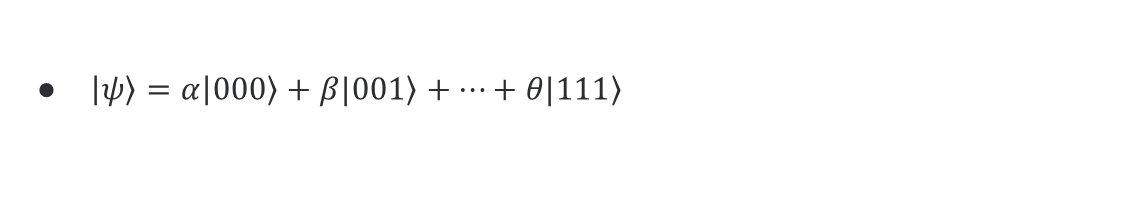 • |𝜓⟩ = 𝛼|000⟩ + 𝛽|001⟩ + ⋯ + 𝜃|111⟩